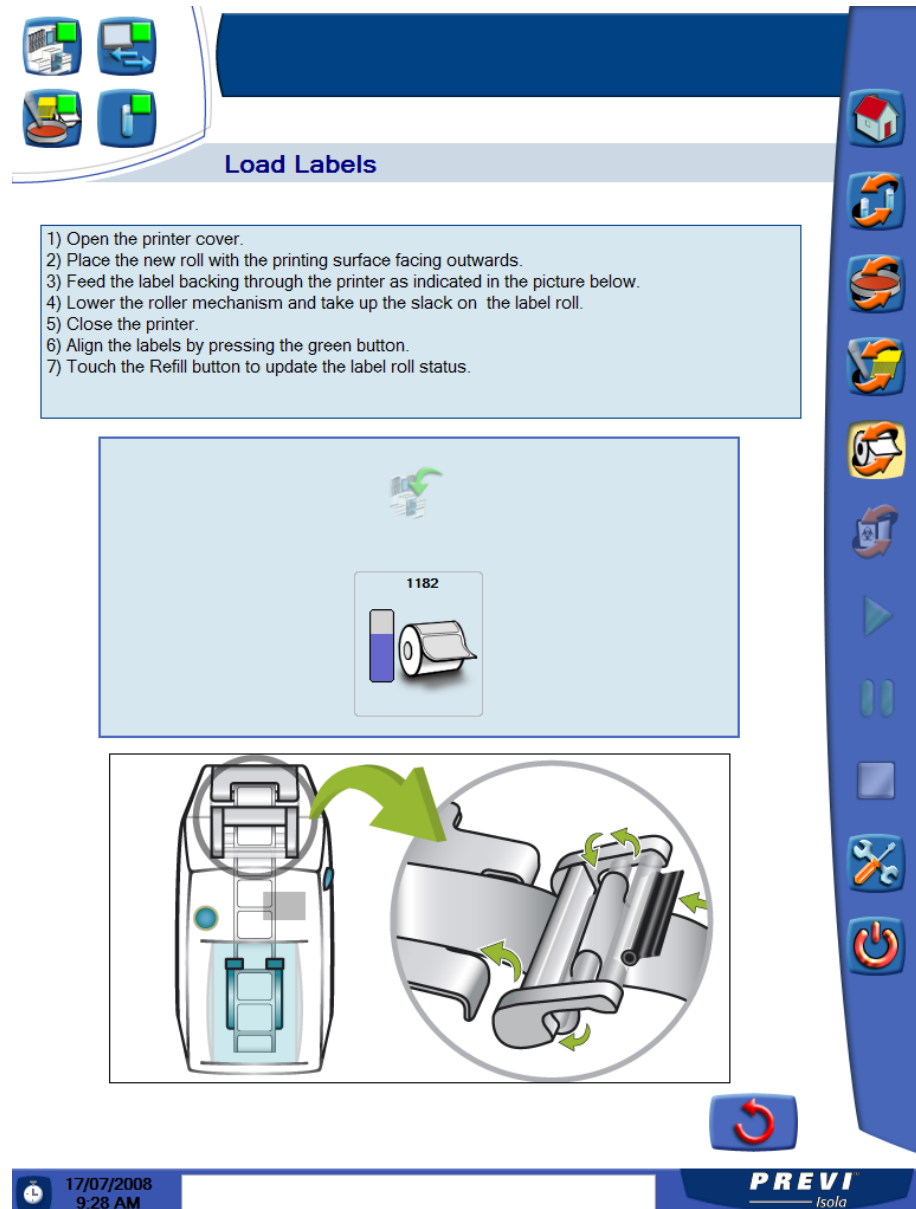 Load Labels
1) Open the printer cover.
2) Place the new roll with the printing surface facing outwards.
3) Feed the label backing through the printer as indicated in the picture below.
4) Lower the roller mechanism and take up the slack on  the label roll.
5) Close the printer.
6) Align the labels by pressing the green button.
7) Touch the Refill button to update the label roll status.
1182
17/07/2008
9:28 AM
PREVI™
Isola